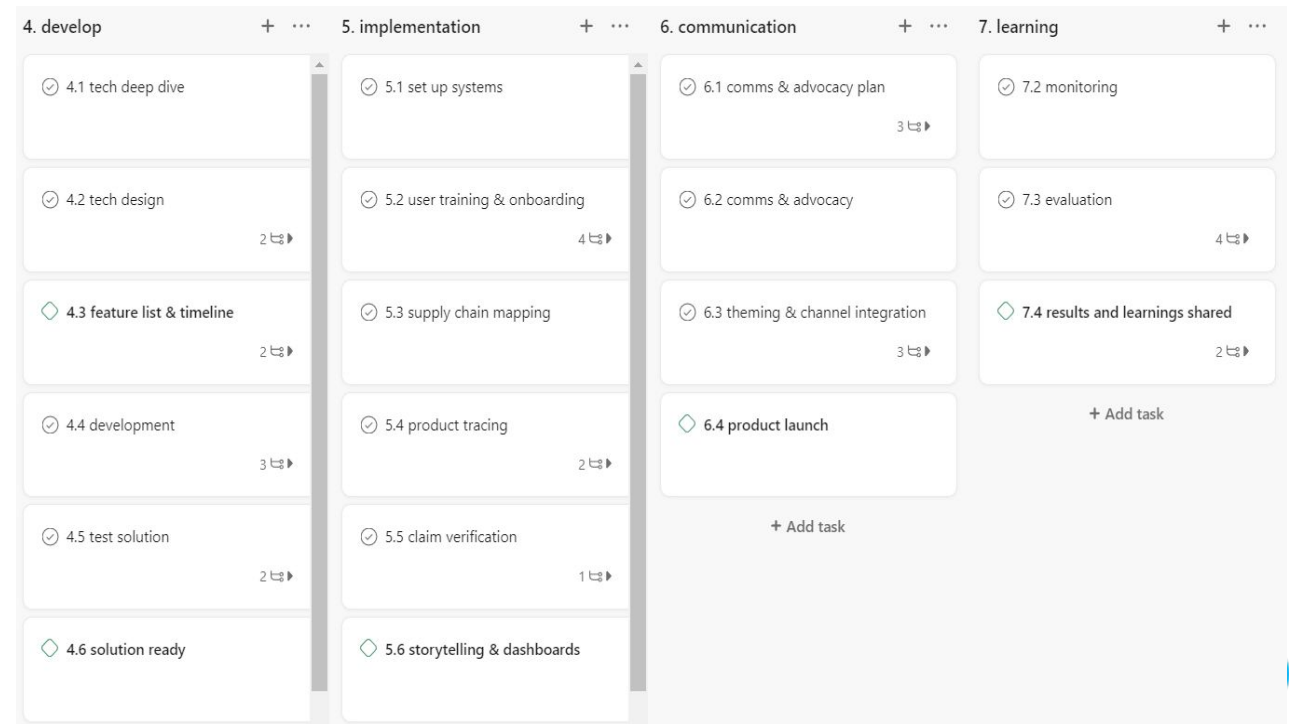 4. develop
4.1 tech deep dive
4.2 tech design
2
4.3 feature list & timeline
2
4.4 development
3
4.5 test solution
2
4.6 solution ready
5. implementation
5.1 set up systems
5.2 user training & onboarding
4
5.3 supply chain mapping
5.4 product tracing
2
5.5 claim verification
1
5.6 storytelling & dashboards
6. communication
6.1 comms & advocacy plan
3
6.2 comms & advocacy
6.3 theming & channel integration
3
6.4 product launch
+ Add task
7. learning
7.2 monitoring
7.3 evaluation
4
7.4 results and learnings shared
2
+ Add task